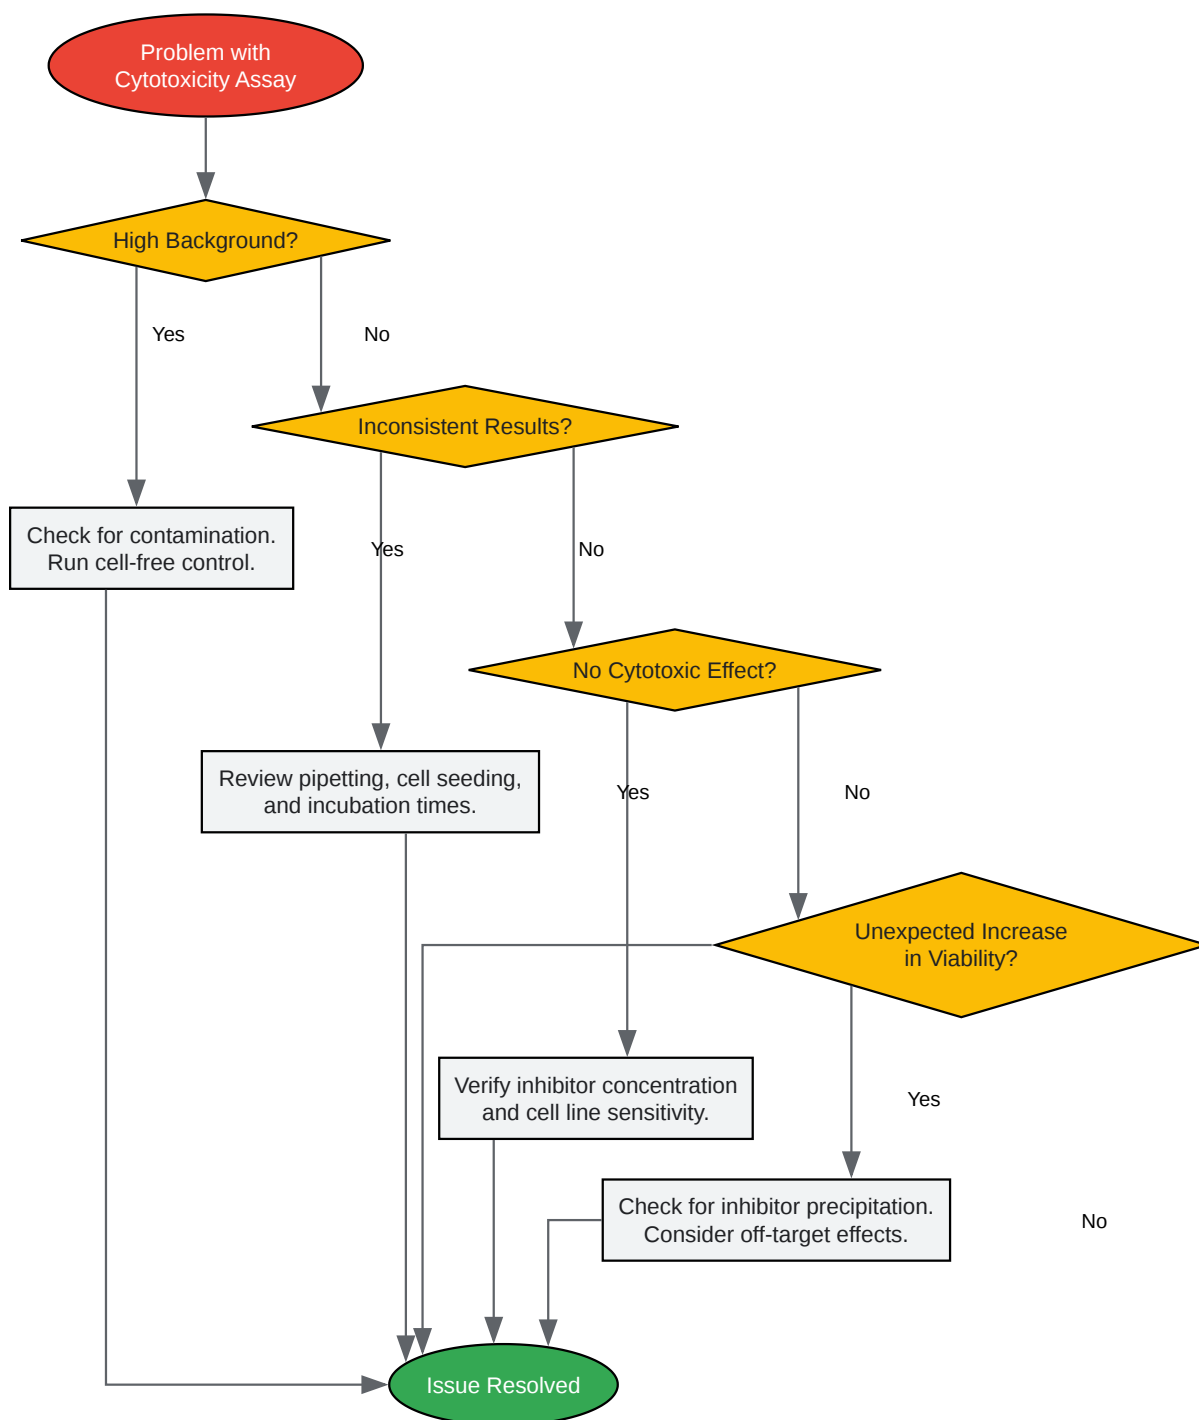 Problem with
Cytotoxicity Assay
High Background?
Yes
No
Inconsistent Results?
Check for contamination.
Run cell-free control.
Yes
No
No Cytotoxic Effect?
Review pipetting, cell seeding,
and incubation times.
Yes
No
Unexpected Increase
in Viability?
Verify inhibitor concentration
and cell line sensitivity.
Yes
Check for inhibitor precipitation.
Consider off-target effects.
No
Issue Resolved